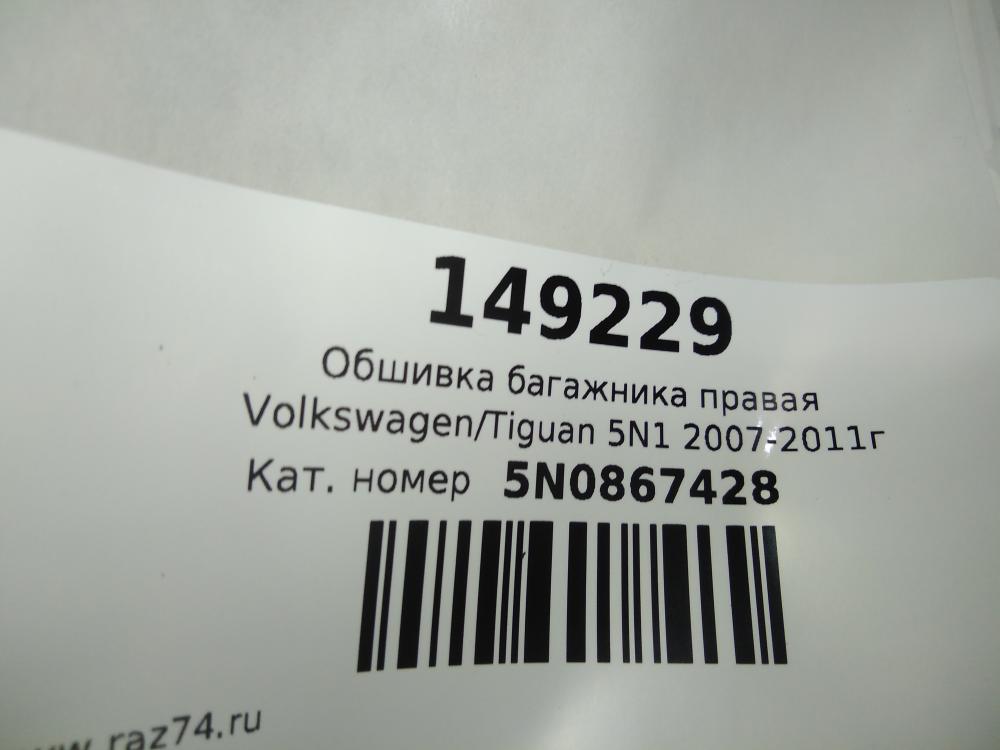 149229
Обшивка багажника правая
Volkswagen/Tiguan 5N1 2007-2011г
Кат. номер 5N0867428
www.raz74.ru